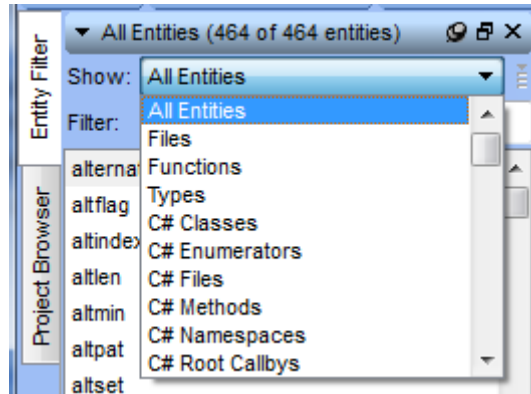 All Entities (464 of 464 entities)
Entity Filter
Project Browser
Show: All Entities
Filter:
All Entities
Files
Functions
Types
C# Classes
C# Enumerators
C# Files
C# Methods
C# Namespaces
C# Root Callbys
alterna
altflag
altindex
altlen
altmin
altpat
altset